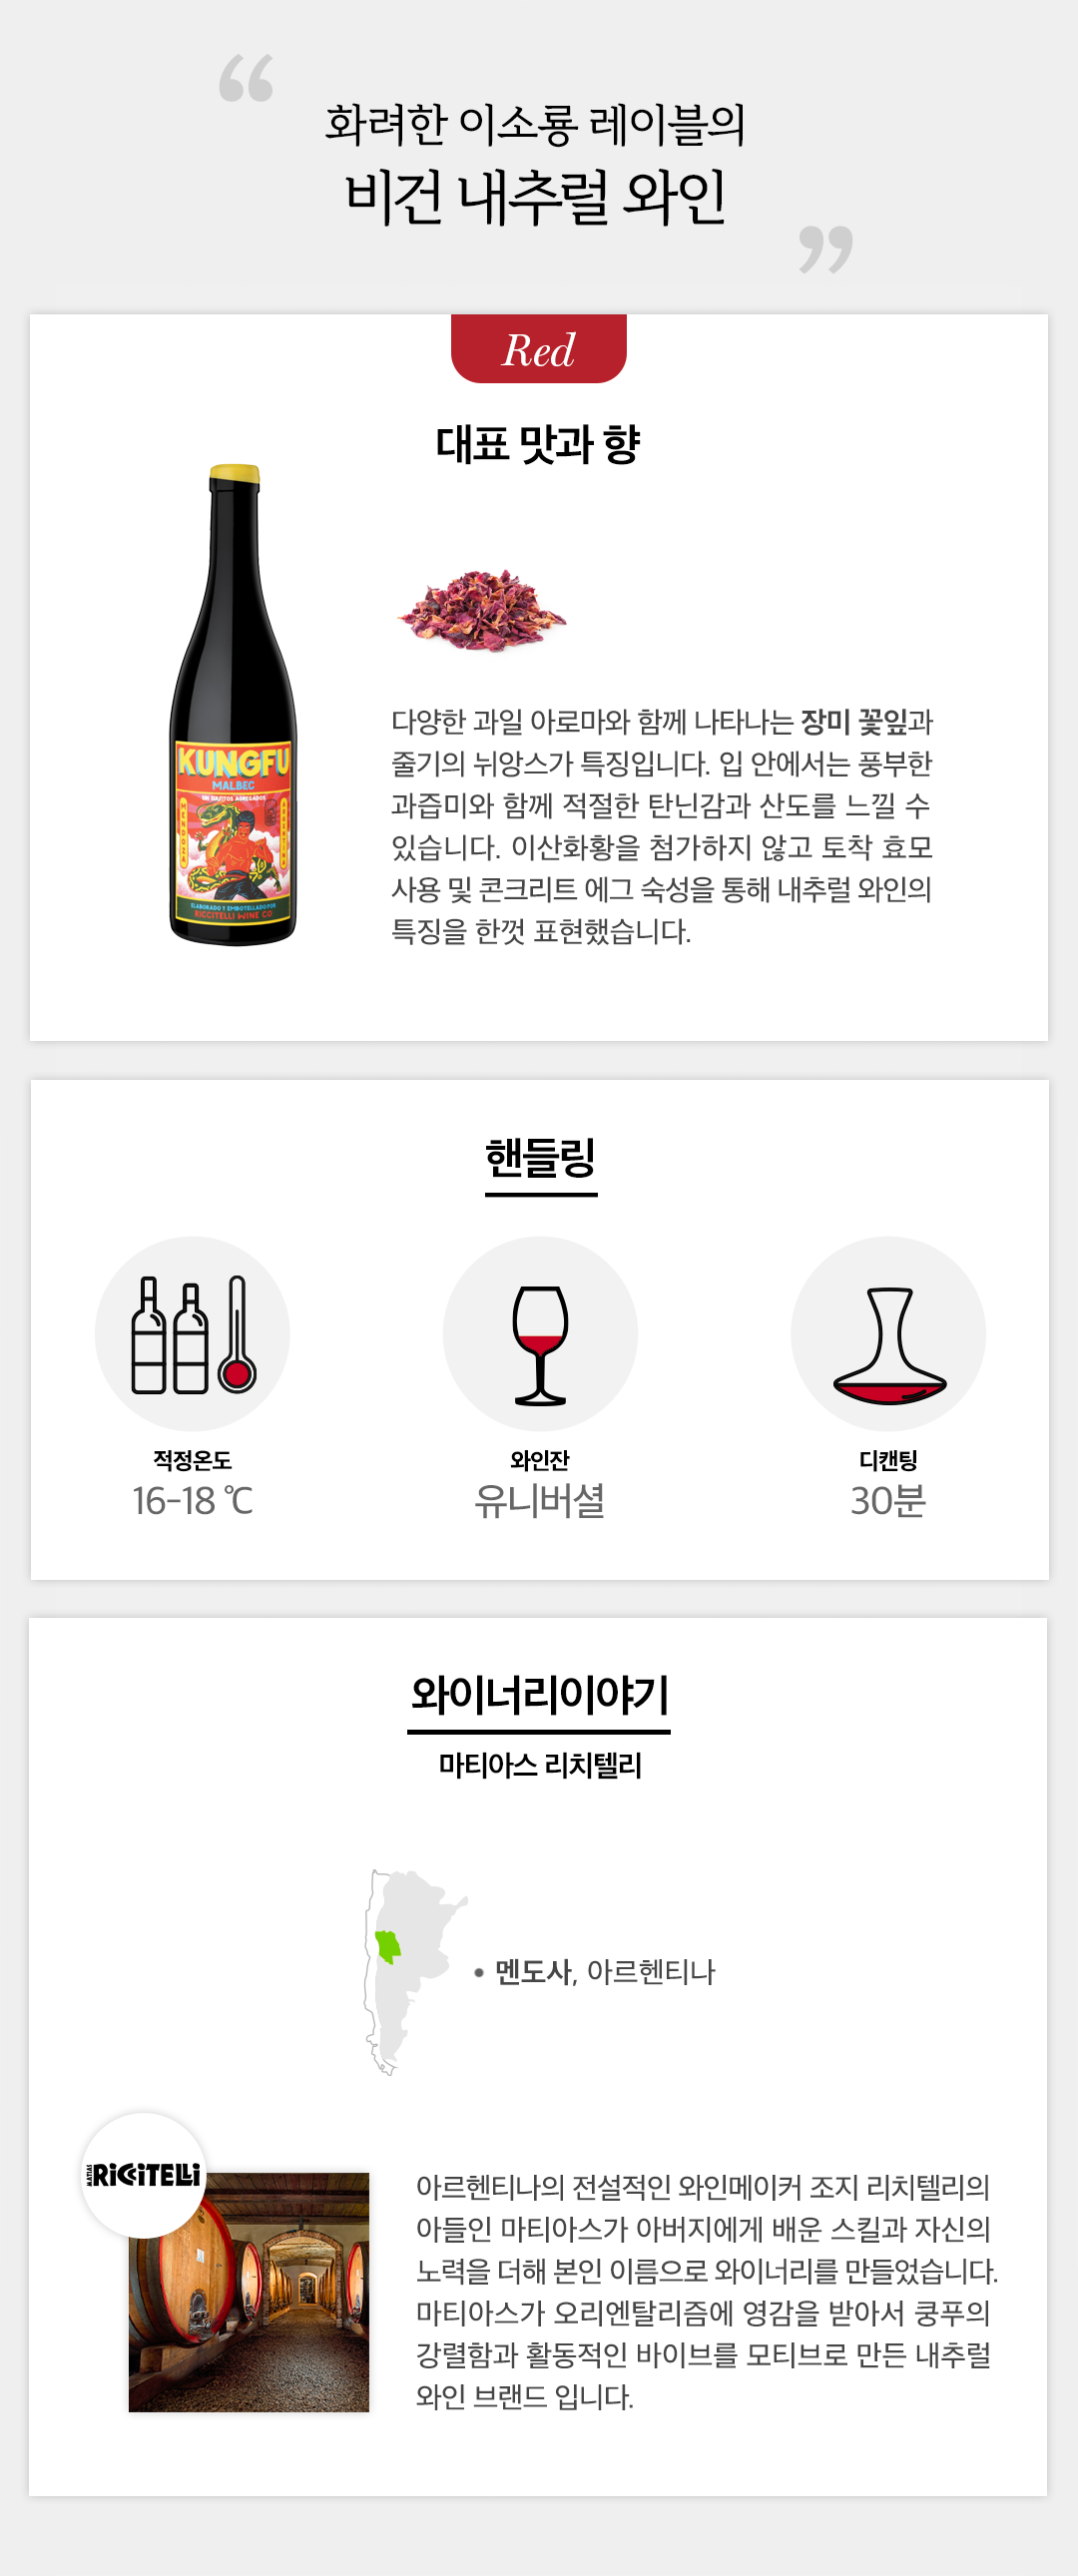 “
화려한 이소룡 레이블의
비건 내추럴 와인
”
Red
대표 맛과 향
KUNGFU
MALBEC
SIN SULFITOS AGREGADOS
MENDOZA
ARGENTINA
ELABORADO Y EMBOTELLADO POR
RICCITELLI WINE CO
다양한 과일 아로마와 함께 나타나는 장미 꽃잎과
줄기의 뉘앙스가 특징입니다. 입 안에서는 풍부한
과즙미와 함께 적절한 탄닌감과 산도를 느낄 수
있습니다. 이산화황을 첨가하지 않고 토착 효모
사용 및 콘크리트 에그 숙성을 통해 내추럴 와인의
특징을 한껏 표현했습니다.
핸들링
적정온도
16-18 ℃
와인잔
유니버셜
디캔팅
30분
와이너리이야기
마티아스 리치텔리
• 멘도사, 아르헨티나
MATIAS RiCCiTELLi
아르헨티나의 전설적인 와인메이커 조지 리치텔리의
아들인 마티아스가 아버지에게 배운 스킬과 자신의
노력을 더해 본인 이름으로 와이너리를 만들었습니다.
마티아스가 오리엔탈리즘에 영감을 받아서 쿵푸의
강렬함과 활동적인 바이브를 모티브로 만든 내추럴
와인 브랜드 입니다.